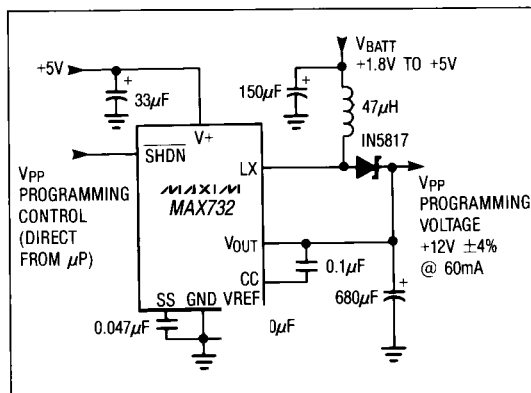 VBATT
+1.8V TO +5V
+5V
33µF
150µF
47µH
IN5817
V+
SHDN
LX
MAXIM
MAX732
VPP
PROGRAMMING
CONTROL
(DIRECT
FROM µP)
VPP
PROGRAMMING
VOLTAGE
+12V ±4%
@ 60mA
VOUT
0.1µF
CC
680µF
SS GND VREF
0.047µF
0µF